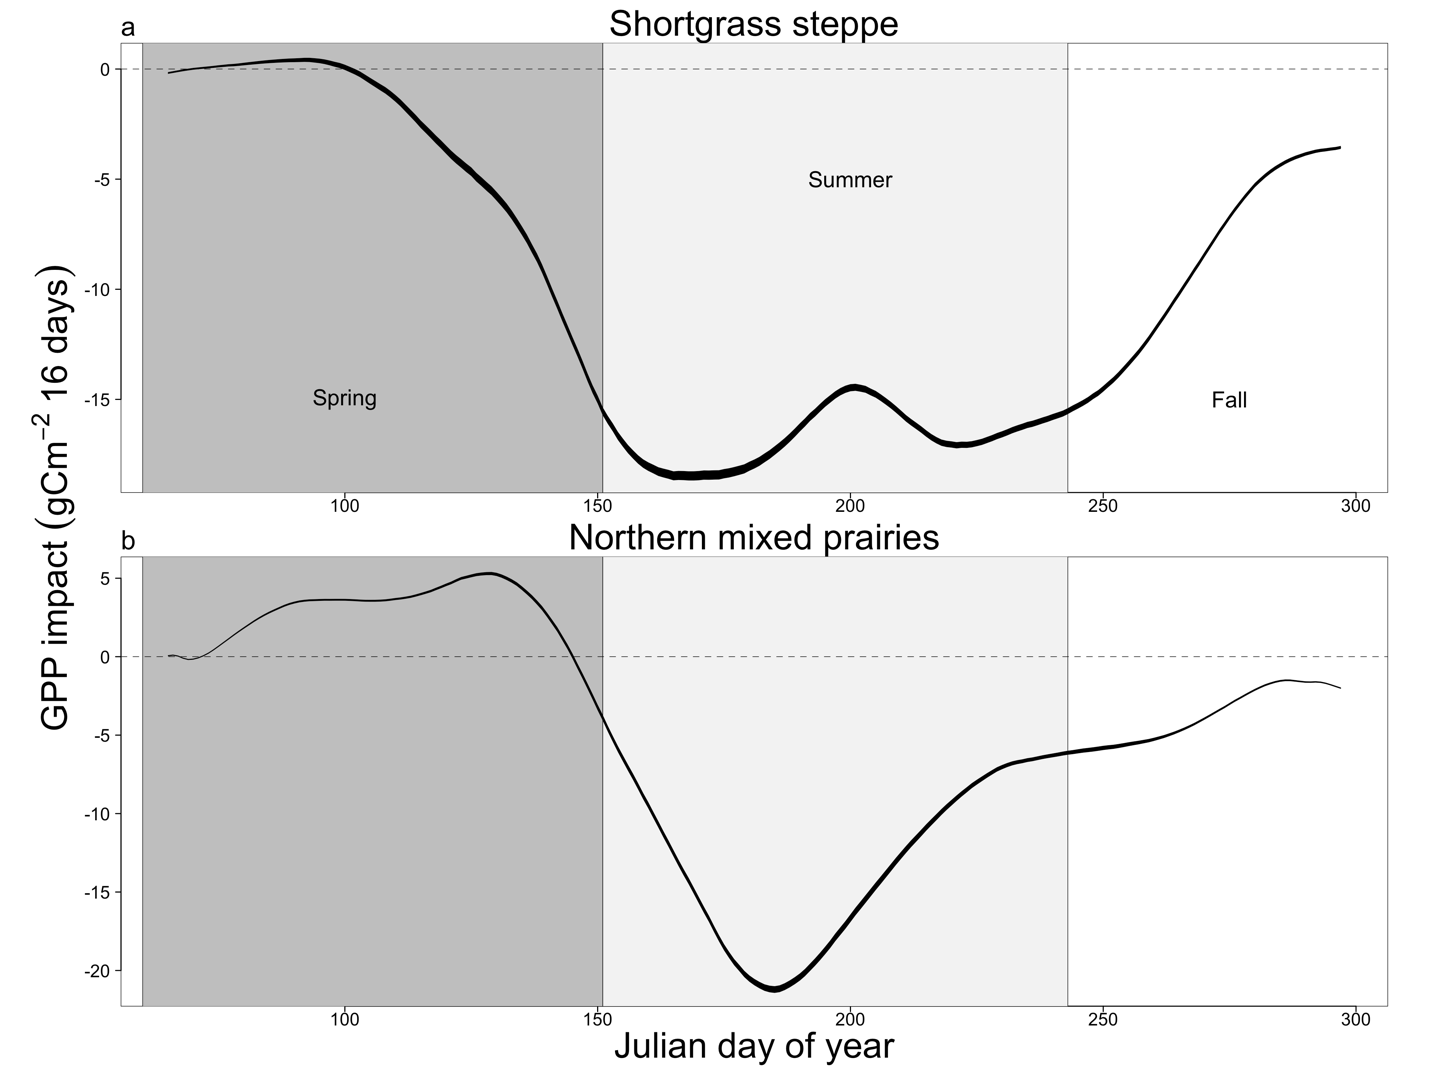 a
Shortgrass steppe
0
-5
-10
-15
Spring
Summer
Fall
100
150
200
250
300
GPP impact (gCm−2 16 days)
b
Northern mixed prairies
5
0
-5
-10
-15
-20
100
150
200
250
300
Julian day of year